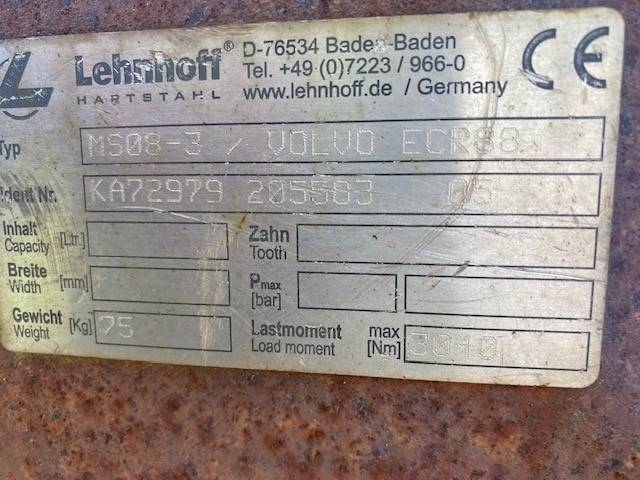 Lehnhoff®
HARTSTAHL
D-76534 Baden-Baden
Tel. +49 (0)7223 / 966-0
www.lehnhoff.de / Germany
CE
Typ MS08-3 / VOLVO ECR88
Ident Nr. KA72979 205583 05
Inhalt
Capacity [Ltr.]
Zahn
Tooth
Breite
Width [mm]
Pmax
[bar]
Gewicht
Weight [Kg] 75
Lastmoment max
Load moment [Nm] 3040